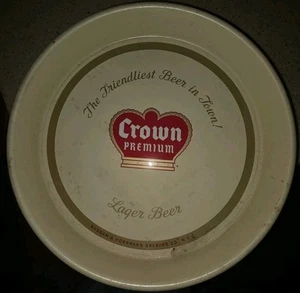 The Friendliest Beer in Town!
Crown
PREMIUM
Lager Beer